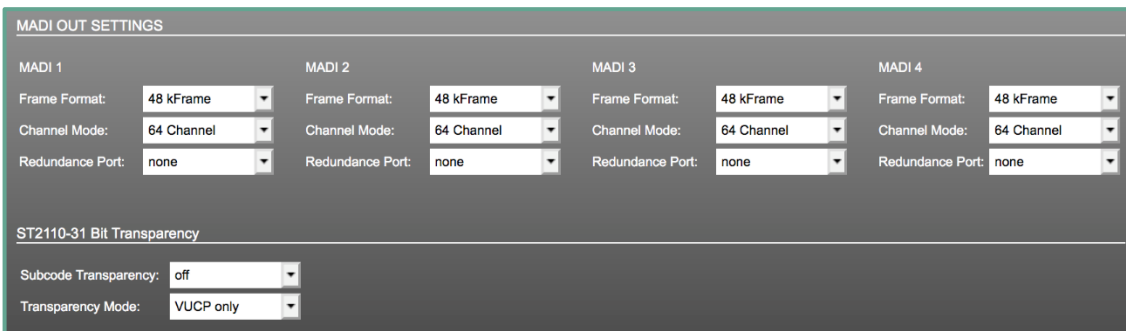 MADI OUT SETTINGS
MADI 1 MADI 2 MADI 3 MADI 4
Frame Format: 48 kFrame Frame Format: 48 kFrame Frame Format: 48 kFrame Frame Format: 48 kFrame
Channel Mode: 64 Channel Channel Mode: 64 Channel Channel Mode: 64 Channel Channel Mode: 64 Channel
Redundance Port: none Redundance Port: none Redundance Port: none Redundance Port: none
ST2110-31 Bit Transparency
Subcode Transparency: off
Transparency Mode: VUCP only